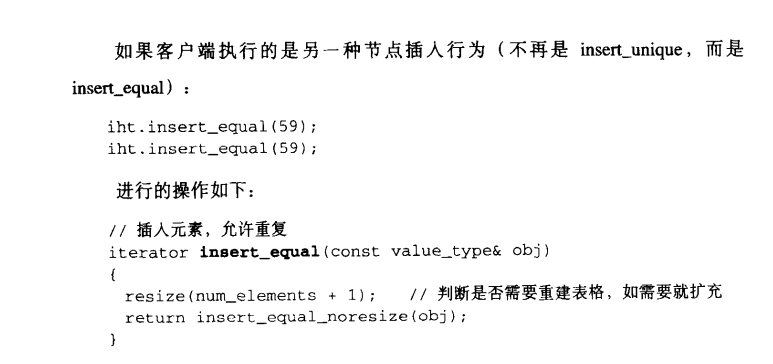 如果客户端执行的是另一种节点插入行为（不再是 insert_unique，而是
insert_equal）：
iht.insert_equal(59);
iht.insert_equal(59);
进行的操作如下：
// 插入元素，允许重复
iterator insert_equal(const value_type& obj)
{
resize(num_elements + 1); // 判断是否需要重建表格，如需要就扩充
return insert_equal_noresize(obj);
}